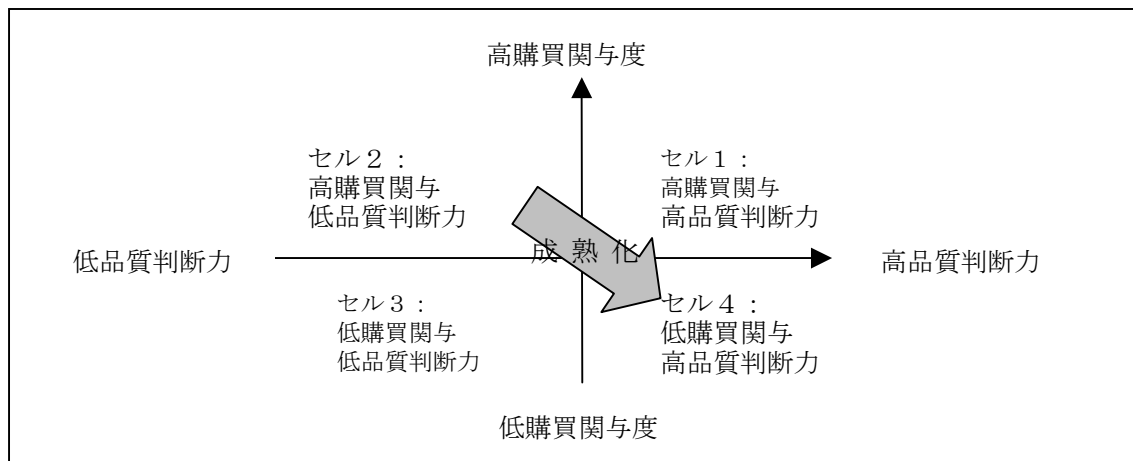 高購買関与度
セル２：
高購買関与
低品質判断力
セル１：
高購買関与
高品質判断力
成熟化
低品質判断力
高品質判断力
セル３：
低購買関与
低品質判断力
セル４：
低購買関与
高品質判断力
低購買関与度